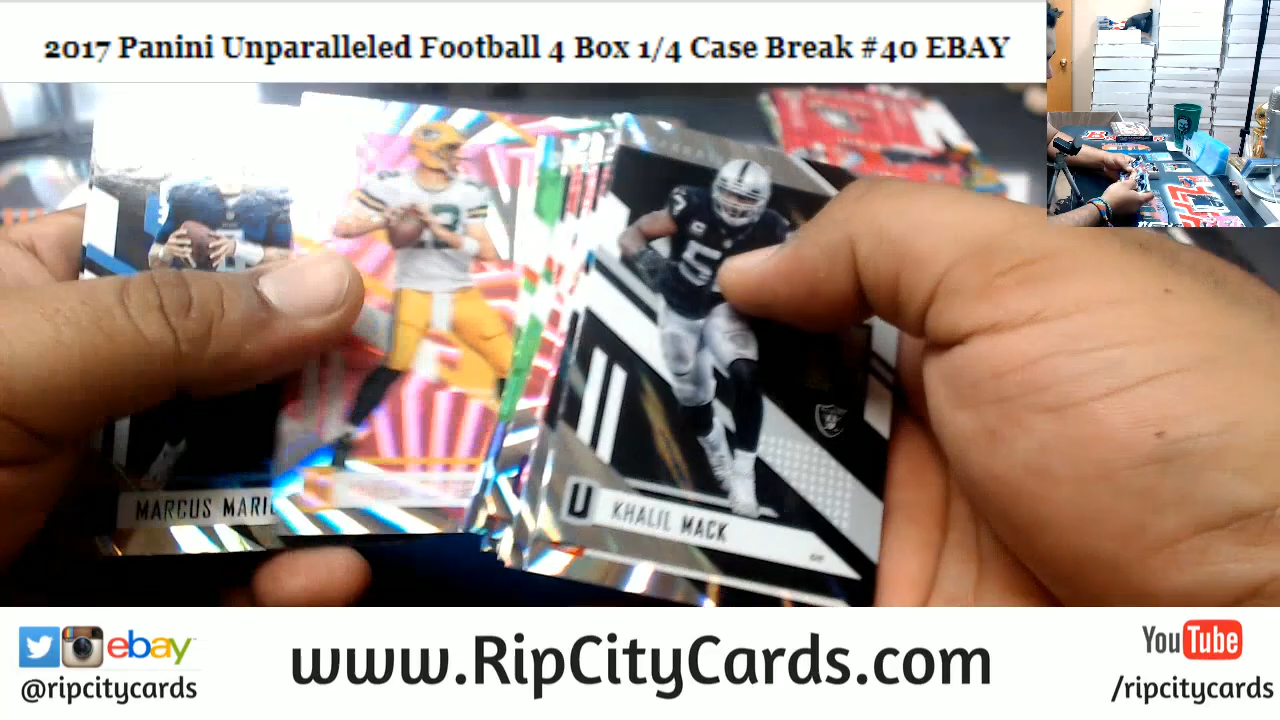 2017 Panini Unparalleled Football 4 Box 1/4 Case Break #40 EBAY
MARCUS
U KHALIL MACK
ebay
@ripcitycards
www.RipCityCards.com
YouTube
/ripcitycards